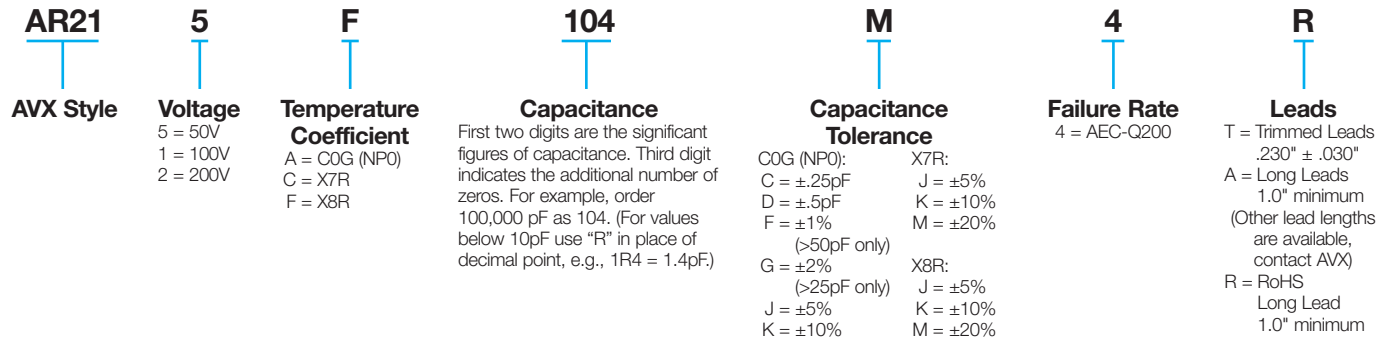 AR21
5
F
104
M
4
R
AVX Style
Voltage
5 = 50V
1 = 100V
2 = 200V
Temperature
Coefficient
A = C0G (NP0)
C = X7R
F = X8R
Capacitance
First two digits are the significant
figures of capacitance. Third digit
indicates the additional number of
zeros. For example, order
100,000 pF as 104. (For values
below 10pF use “R” in place of
decimal point, e.g., 1R4 = 1.4pF.)
Capacitance
Tolerance
C0G (NP0):
C = ±.25pF
D = ±.5pF
F = ±1%
(>50pF only)
G = ±2%
(>25pF only)
J = ±5%
K = ±10%
X7R:
J = ±5%
K = ±10%
M = ±20%
X8R:
J = ±5%
K = ±10%
M = ±20%
Failure Rate
4 = AEC-Q200
Leads
T = Trimmed Leads
.230" ± .030"
A = Long Leads
1.0" minimum
(Other lead lengths
are available,
contact AVX)
R = RoHS
Long Lead
1.0" minimum